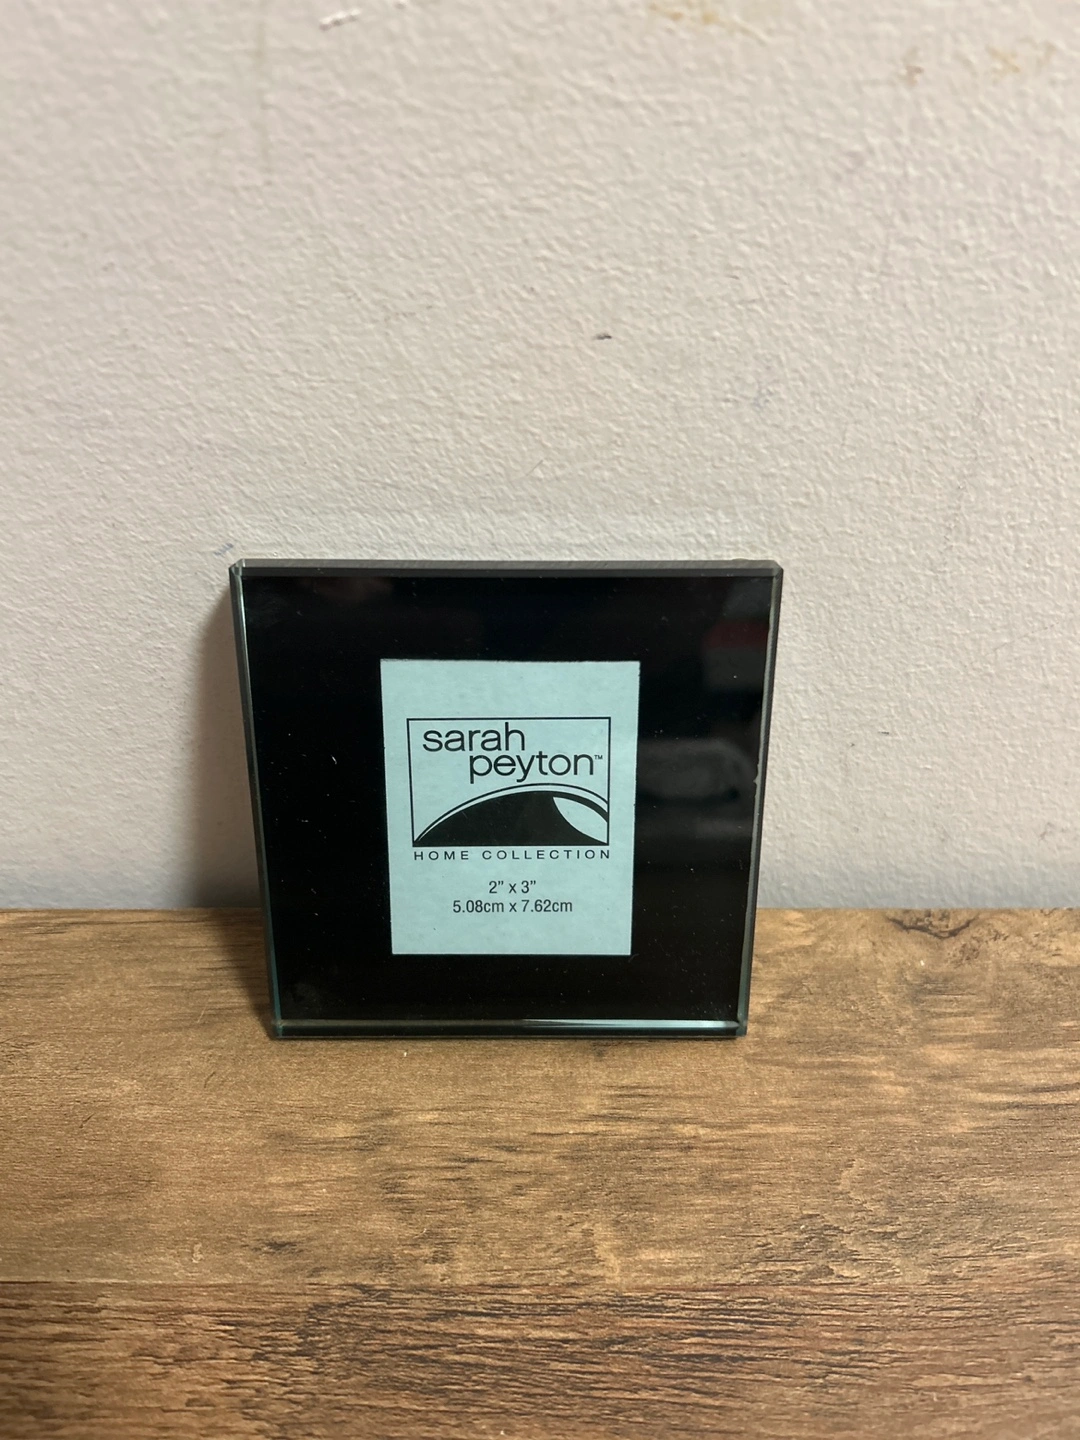 sarah
peyton™
HOME COLLECTION
2” x 3”
5.08cm x 7.62cm